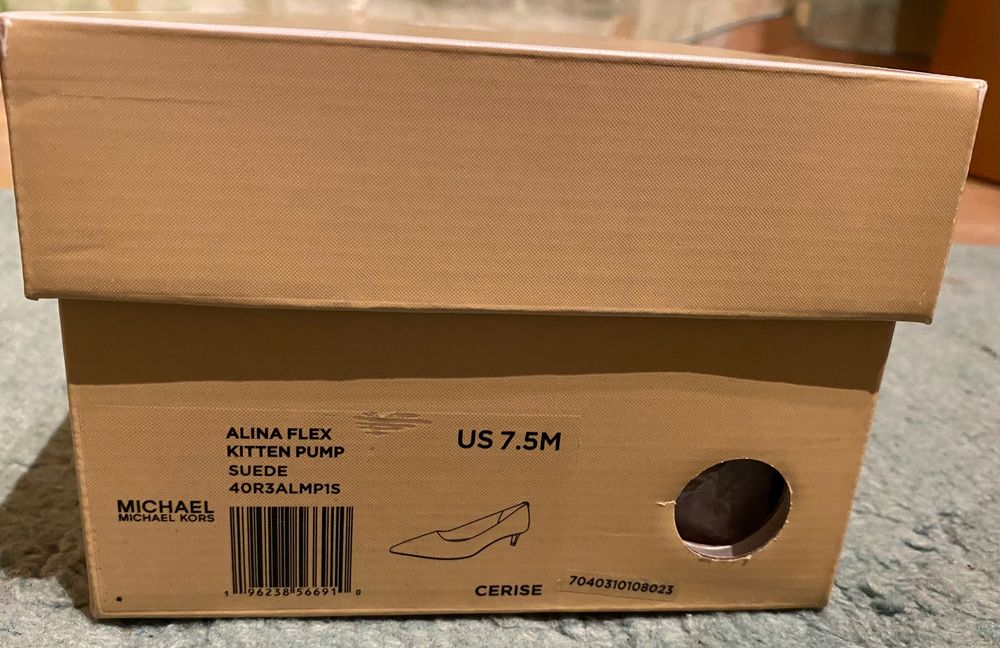 ALINA FLEX
KITTEN PUMP
SUEDE
40R3ALMP1S
US 7.5M
MICHAEL
MICHAEL KORS
1 96238 56691 0
CERISE
7040310108023
*